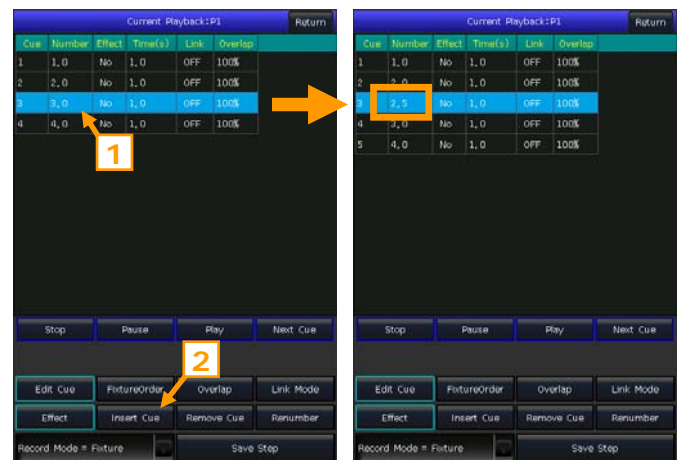 Current Playback:P1 Return
Cue Number Effect Time(s) Link Overlap
1 1.0 No 1.0 OFF 100%
2 2.0 No 1.0 OFF 100%
3 3.0 No 1.0 OFF 100%
4 4.0 No 1.0 OFF 100%
1
Stop Pause Play Next Cue
2
Edit Cue FixtureOrder Overlap Link Mode
Effect Insert Cue Remove Cue Renumber
Record Mode = Fixture Save Step
Current Playback:P1 Return
Cue Number Effect Time(s) Link Overlap
1 1.0 No 1.0 OFF 100%
2 2.0 No 1.0 OFF 100%
3 2.5 No 1.0 OFF 100%
4 3.0 No 1.0 OFF 100%
5 4.0 No 1.0 OFF 100%
Stop Pause Play Next Cue
Edit Cue FixtureOrder Overlap Link Mode
Effect Insert Cue Remove Cue Renumber
Record Mode = Fixture Save Step